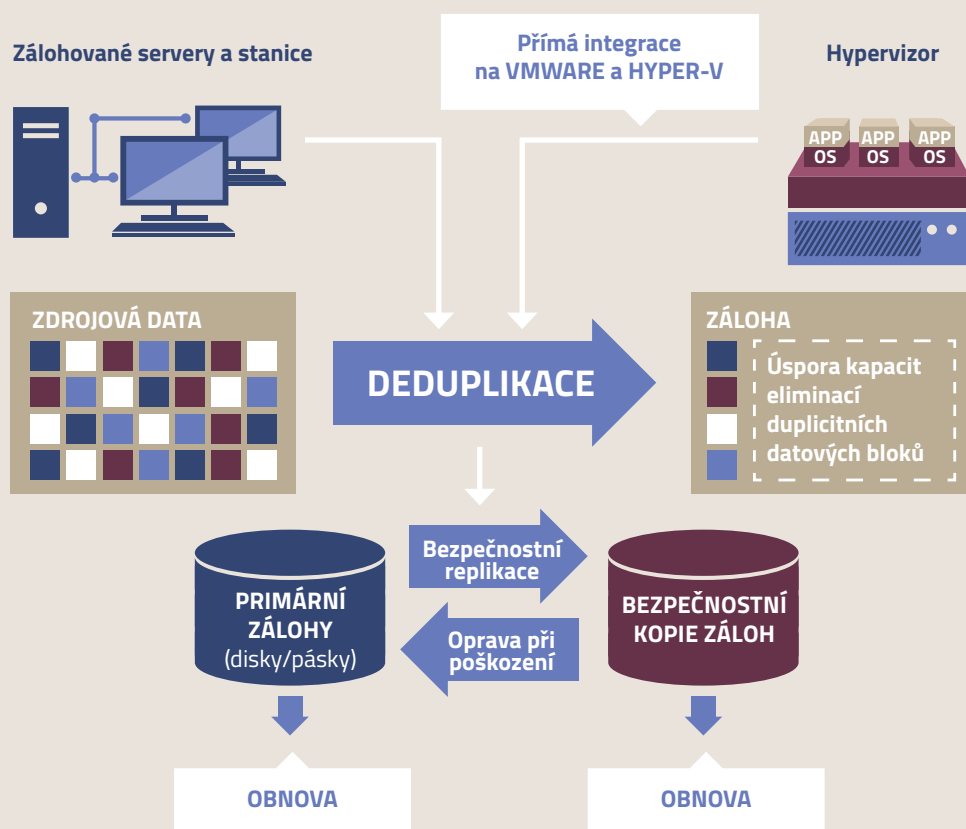 Zálohované servery a stanice
Přímá integrace
na VMWARE a HYPER-V
Hypervizor
APP
APP
APP
OS
OS
OS
ZDROJOVÁ DATA
DEDUPLIKACE
ZÁLOHA
Úspora kapacit
eliminací
duplicitních
datových bloků
Bezpečnostní
replikace
PRIMÁRNÍ
ZÁLOHY
(disky/pásky)
Oprava při
poškození
BEZPEČNOSTNÍ
KOPIE ZÁLOH
OBNOVA
OBNOVA